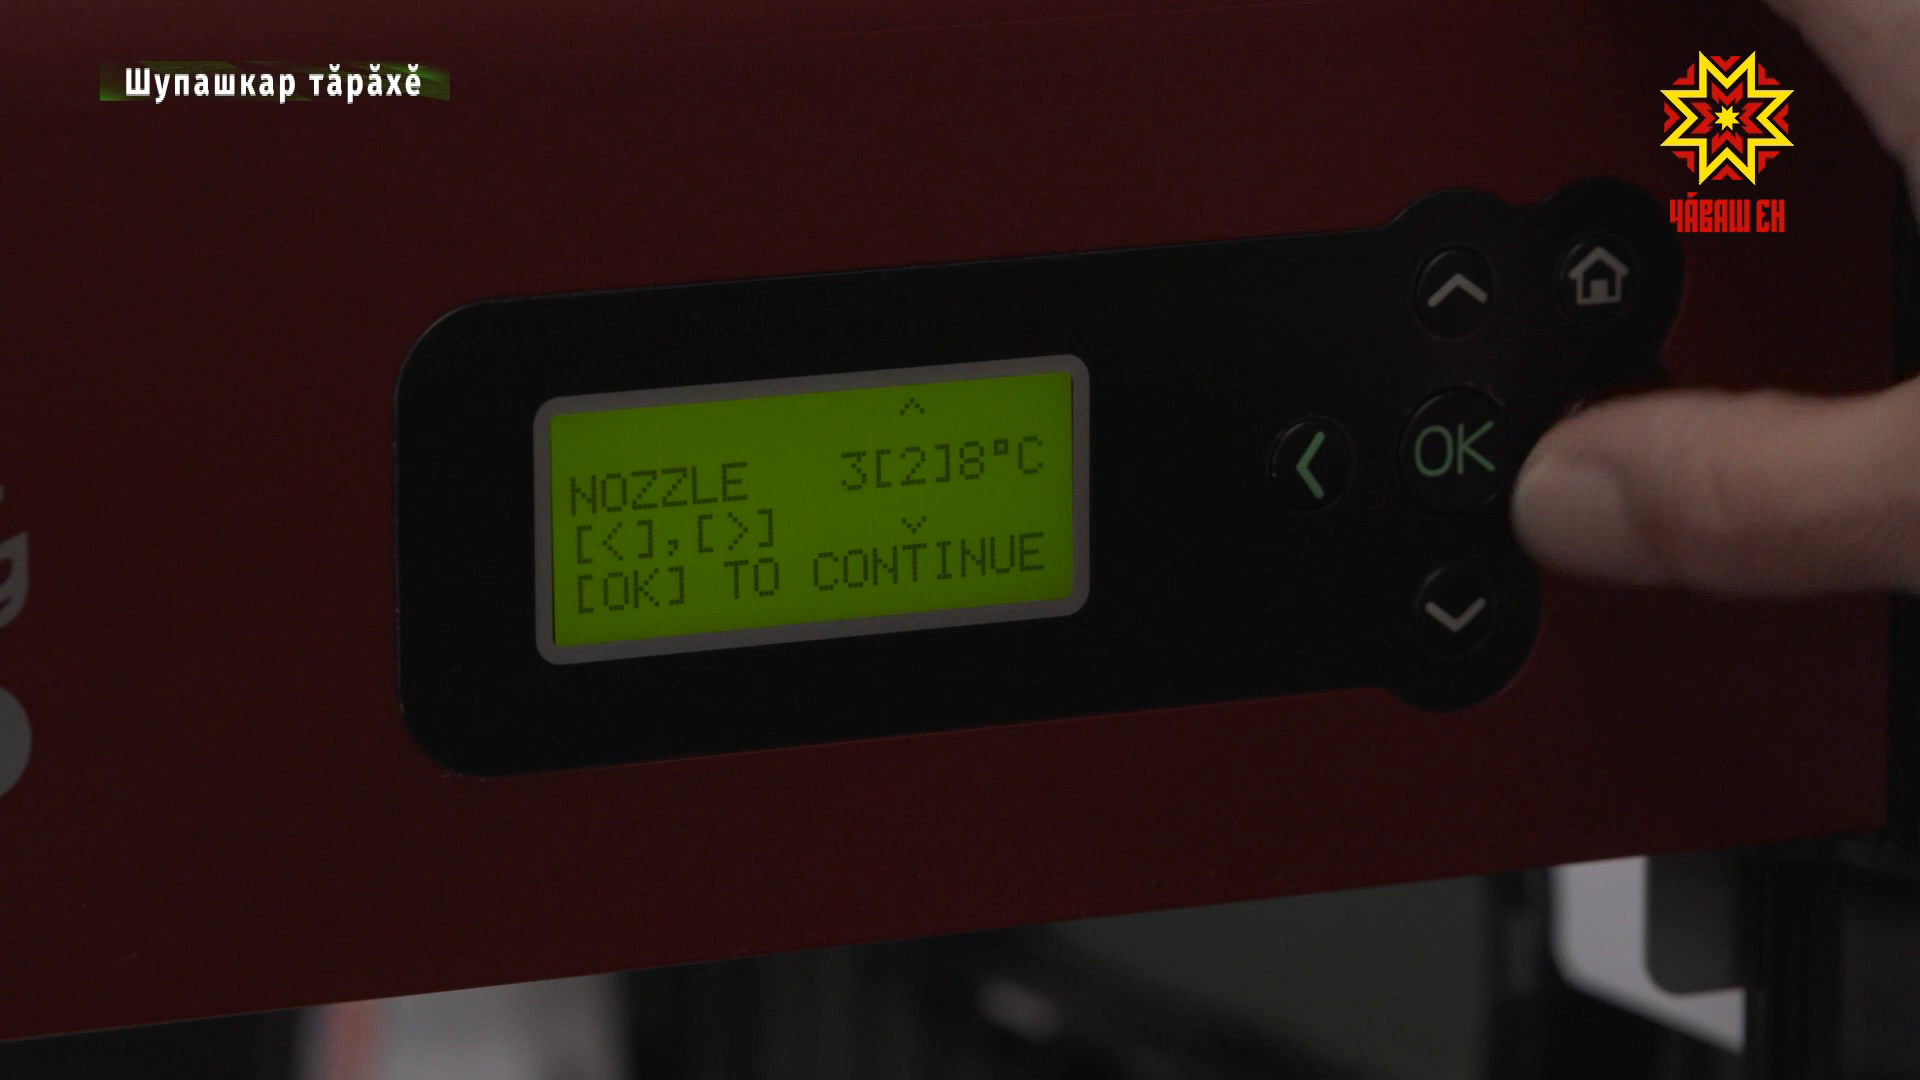 Шупашкар тӑрӑхӗ
ЧӐВАШ ЕН
^
NOZZLE 3[2]8°C
[<],[>] ˅
[OK] TO CONTINUE
OK